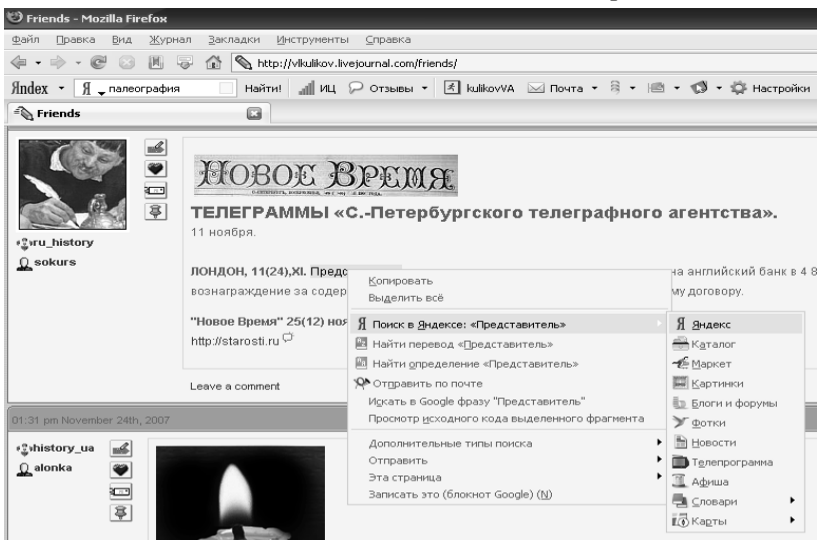 Friends - Mozilla Firefox
Файл Правка Вид Журнал Закладки Инструменты Справка
http://vlkulikov.livejournal.com/friends/
Яndex Я палеография Найти! ИЦ Отзывы kulikovVA Почта Настройки
Friends
Новое Время
ТЕЛЕГРАММЫ «С.-Петербургского телеграфного агентства».
11 ноября.
ru_history
sokurs
ЛОНДОН, 11(24),XI. Предс
на английский банк в 4 8
вознаграждение за содер
му договору.
"Новое Время" 25(12) ноя
http://starosti.ru
Leave a comment
Копировать
Выделить всё
Я Поиск в Яндексе: «Представитель»
Найти перевод «Представитель»
Найти определение «Представитель»
Отправить по почте
Искать в Google фразу "Представитель"
Просмотр исходного кода выделенного фрагмента
Дополнительные типы поиска
Отправить
Эта страница
Записать это (блокнот Google) (N)
Я Яндекс
Каталог
Маркет
Картинки
Блоги и форумы
Фотки
Новости
Телепрограмма
Афиша
Словари
Карты
01:31 pm November 24th, 2007
history_ua
alonka